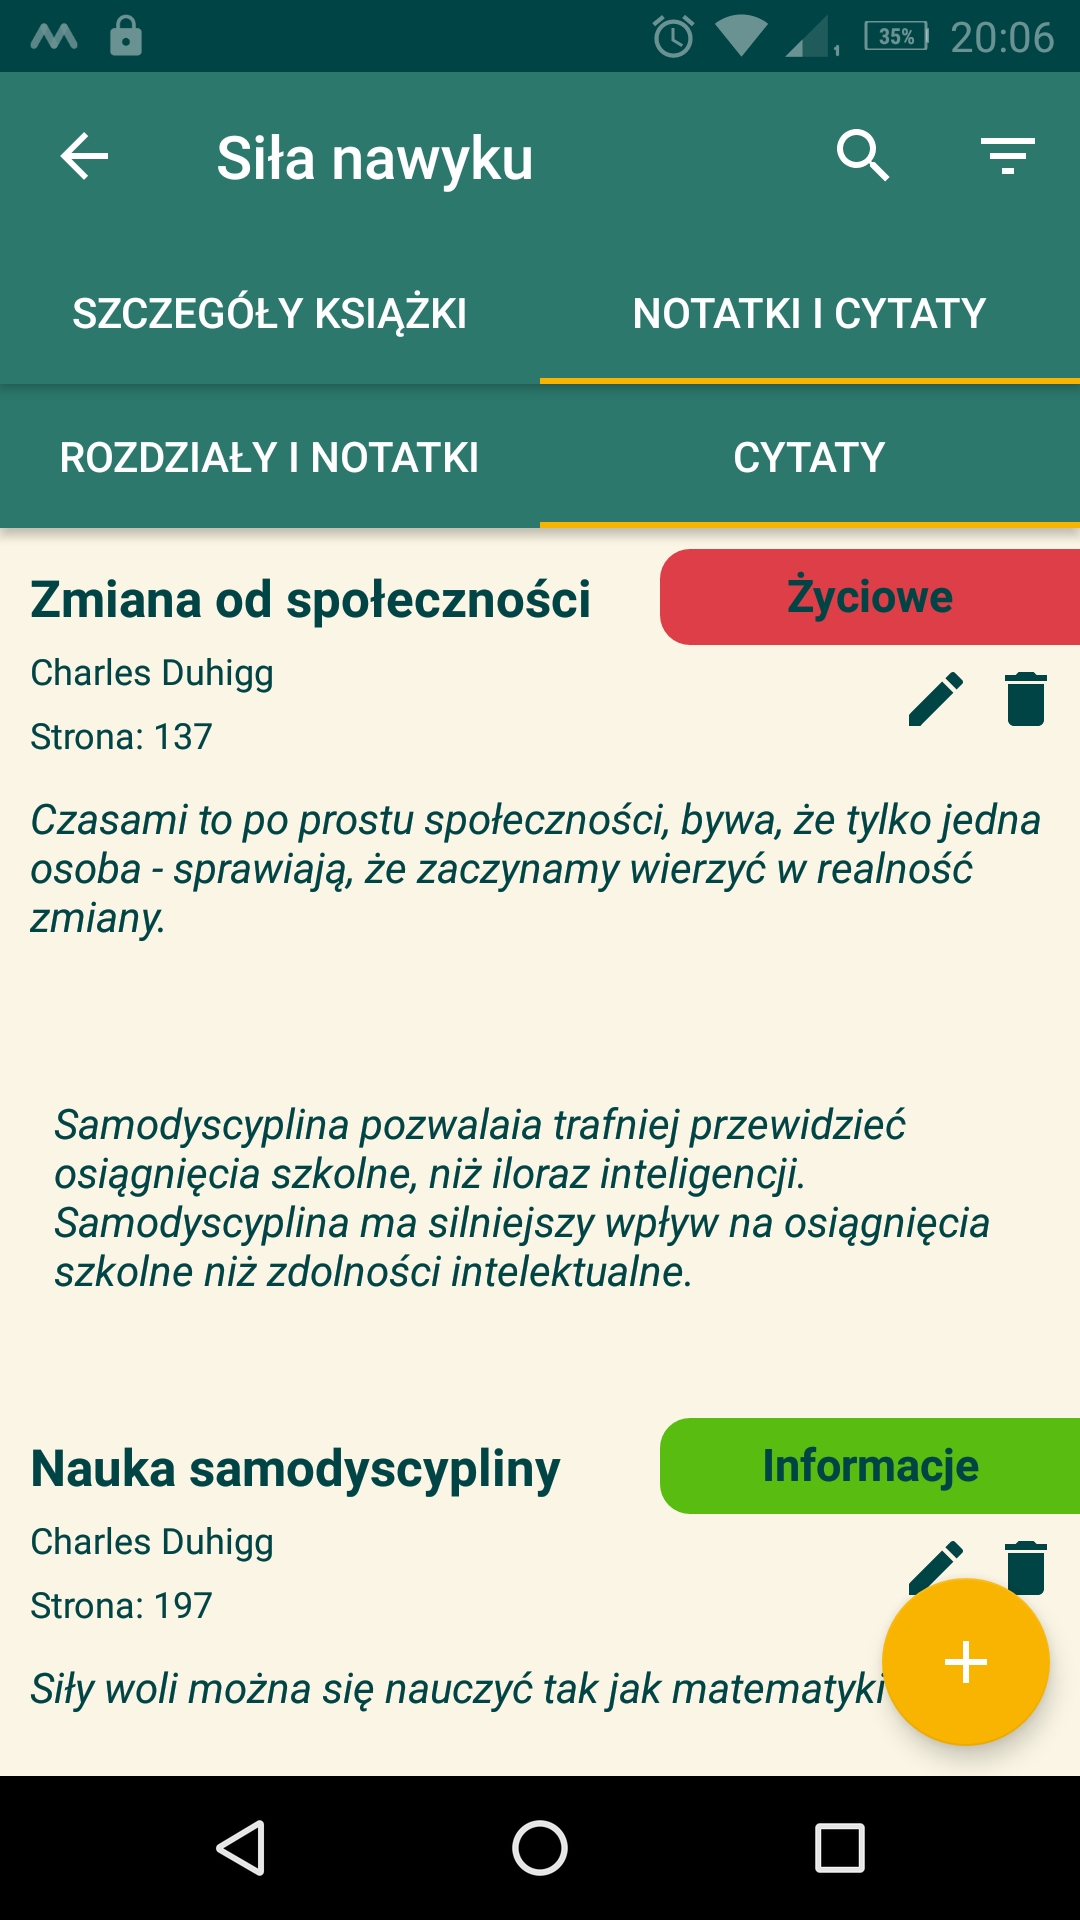 35%
20:06
Siła nawyku
SZCZEGÓŁY KSIĄŻKI
NOTATKI I CYTATY
ROZDZIAŁY I NOTATKI
CYTATY
Zmiana od społeczności
Życiowe
Charles Duhigg
Strona: 137
Czasami to po prostu społeczności, bywa, że tylko jedna
osoba - sprawiają, że zaczynamy wierzyć w realność
zmiany.
Samodyscyplina pozwalaia trafniej przewidzieć
osiągnięcia szkolne, niż iloraz inteligencji.
Samodyscyplina ma silniejszy wpływ na osiągnięcia
szkolne niż zdolności intelektualne.
Nauka samodyscypliny
Informacje
Charles Duhigg
Strona: 197
Siły woli można się nauczyć tak jak matematyki